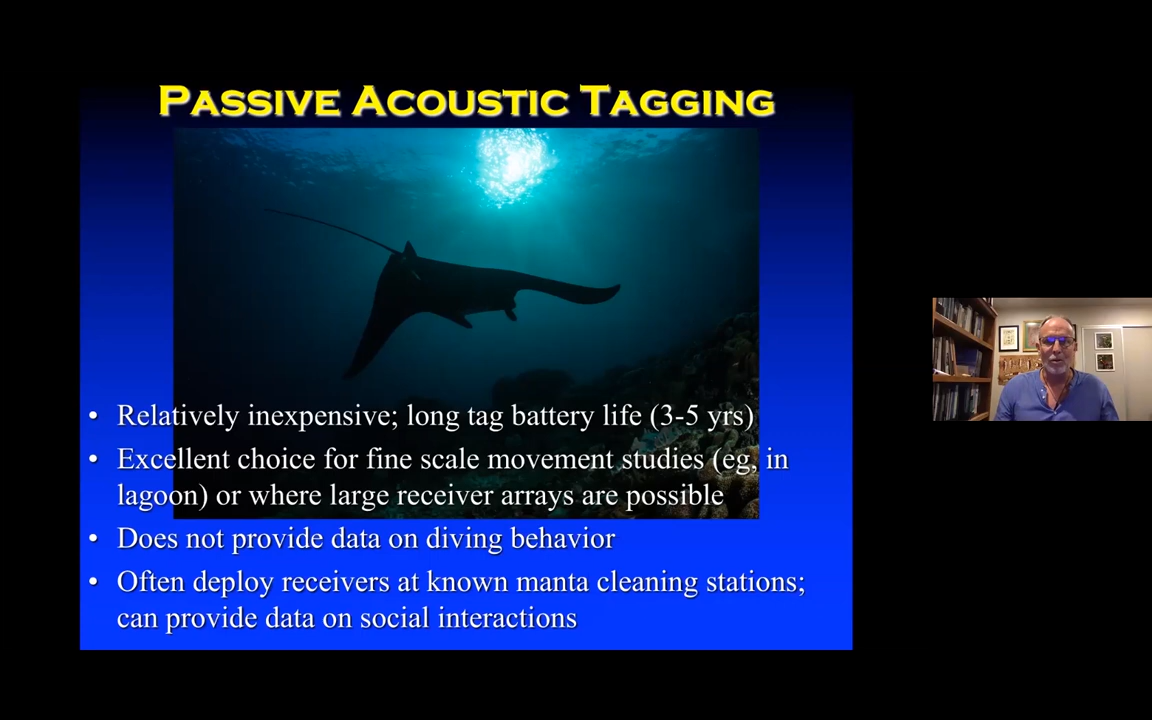 PASSIVE ACOUSTIC TAGGING
• Relatively inexpensive; long tag battery life (3-5 yrs)
• Excellent choice for fine scale movement studies (eg, in
lagoon) or where large receiver arrays are possible
• Does not provide data on diving behavior
• Often deploy receivers at known manta cleaning stations;
can provide data on social interactions